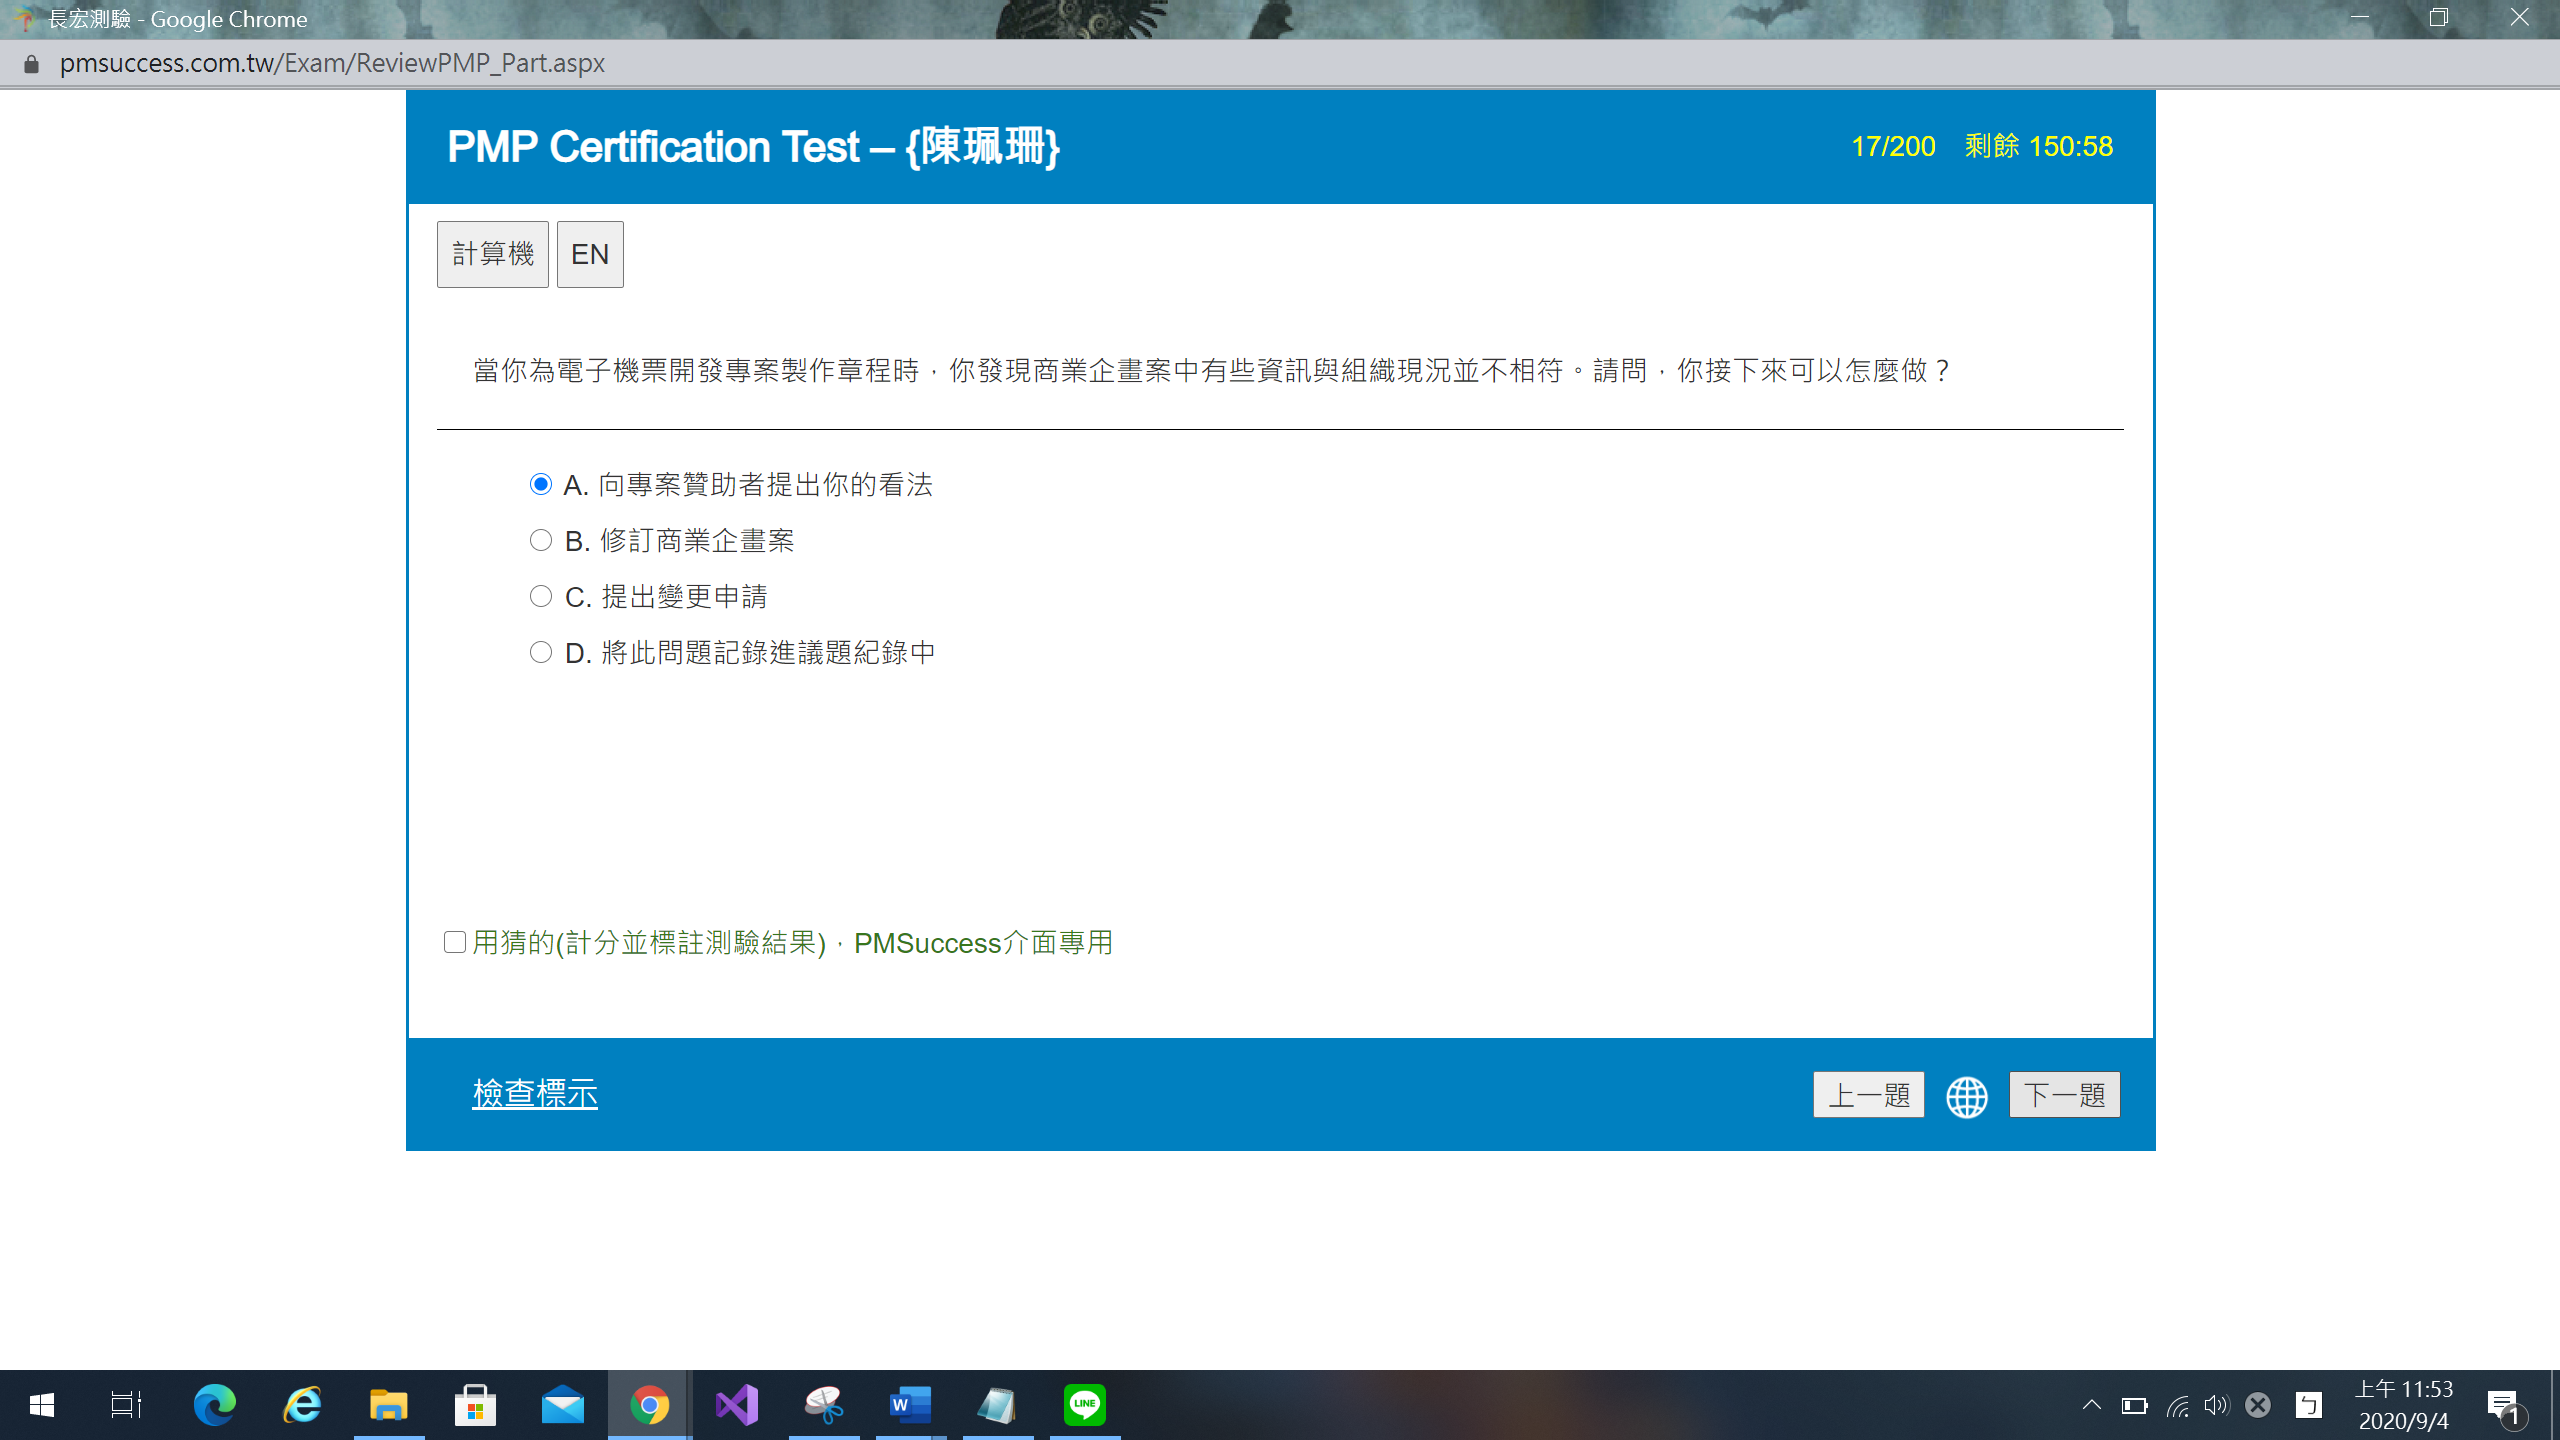 長宏測驗 - Google Chrome
pmsuccess.com.tw/Exam/ReviewPMP_Part.aspx
PMP Certification Test – {陳珮珊}
17/200 剩餘 150:58
計算機 EN
當你為電子機票開發專案製作章程時，你發現商業企畫案中有些資訊與組織現況並不相符。請問，你接下來可以怎麼做？
A. 向專案贊助者提出你的看法
B. 修訂商業企畫案
C. 提出變更申請
D. 將此問題記錄進議題紀錄中
用猜的(計分並標註測驗結果)，PMSuccess介面專用
檢查標示 上一題 下一題
W LINE ㄅ 上午 11:53
2020/9/4 1